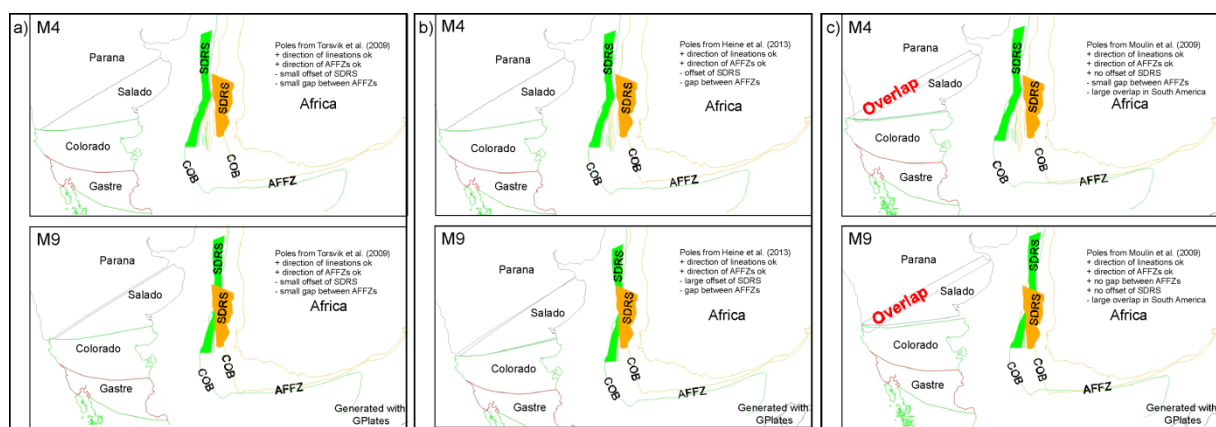 a)
M4
Parana
Salado
Colorado
Gastre
SDRS
SDRS
COB
COB
AFFZ
Africa
Poles from Torsvik et al. (2009)
+ direction of lineations ok
+ direction of AFFZs ok
- small offset of SDRS
- small gap between AFFZs
M9
Parana
Salado
Colorado
Gastre
SDRS
SDRS
COB
COB
AFFZ
Poles from Torsvik et al. (2009)
+ direction of lineations ok
+ direction of AFFZs ok
- small offset of SDRS
- small gap between AFFZs
Africa
Generated with
GPlates
b)
M4
Parana
Salado
Colorado
Gastre
SDRS
SDRS
COB
COB
AFFZ
Poles from Heine et al. (2013)
+ direction of lineations ok
+ direction of AFFZs ok
- offset of SDRS
- gap between AFFZs
Africa
M9
Parana
Salado
Colorado
Gastre
SDRS
SDRS
COB
COB
AFFZ
Poles from Heine et al. (2013)
+ direction of lineations ok
+ direction of AFFZs ok
- large offset of SDRS
- gap between AFFZs
Africa
Generated with
GPlates
c)
M4
Parana
Overlap
Salado
Colorado
Gastre
SDRS
SDRS
COB
COB
AFFZ
Poles from Moulin et al. (2009)
+ direction of lineations ok
+ direction of AFFZs ok
+ no offset of SDRS
- small gap between AFFZs
- large overlap in South America
Africa
M9
Parana
Overlap
Salado
Colorado
Gastre
SDRS
SDRS
COB
COB
AFFZ
Poles from Moulin et al. (2009)
+ direction of lineations ok
+ direction of AFFZs ok
+ no gap between AFFZs
+ no offset of SDRS
- large overlap in South America
Africa
Generated with
GPlates